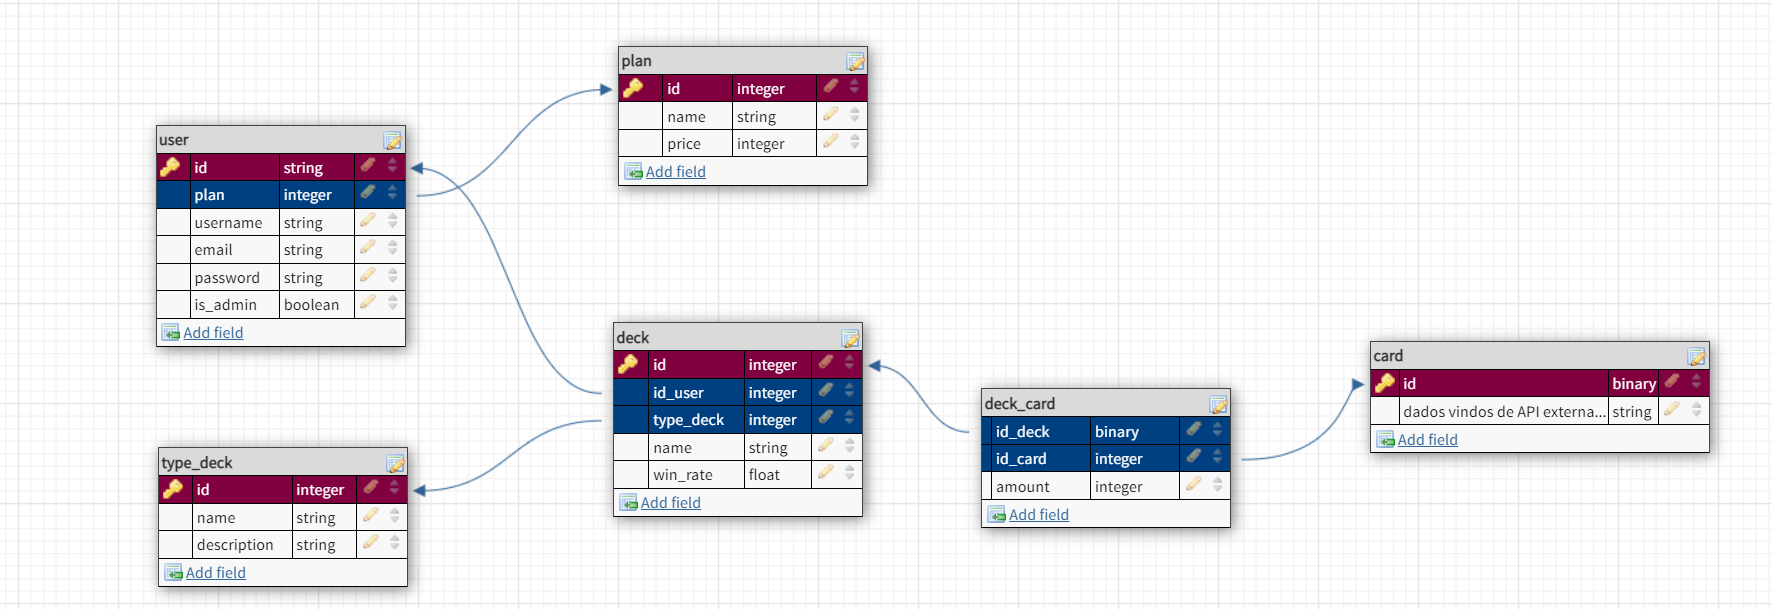 plan
id integer
name string
price integer
Add field
user
id string
plan integer
username string
email string
password string
is_admin boolean
Add field
deck
id integer
id_user integer
type_deck integer
name string
win_rate float
Add field
card
id binary
dados vindos de API externa... string
Add field
deck_card
id_deck binary
id_card integer
amount integer
Add field
type_deck
id integer
name string
description string
Add field